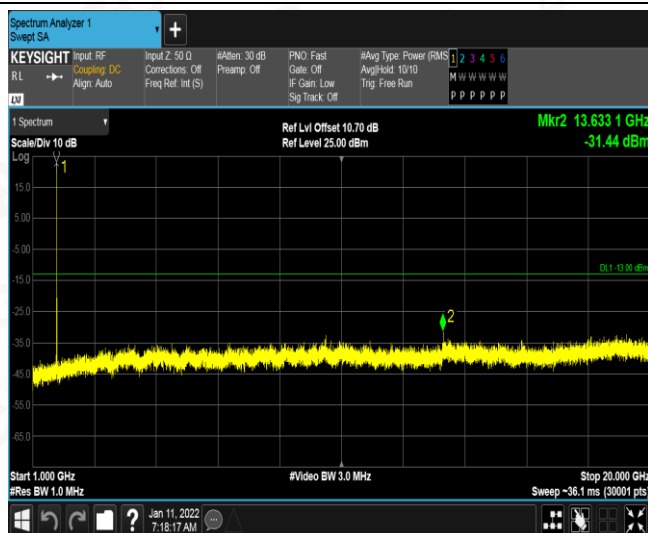 Spectrum Analyzer 1
Swept SA
+
KEYSIGHT
RL
LXI
Input: RF
Coupling: DC
Align: Auto
Input Z: 50 Ω
Corrections: Off
Freq Ref: Int (S)
#Atten: 30 dB
Preamp: Off
PNO: Fast
Gate: Off
IF Gain: Low
Sig Track: Off
#Avg Type: Power (RMS
Avg|Hold: 10/10
Trig: Free Run
1 2 3 4 5 6
M W W W W W
P P P P P P
1 Spectrum
Scale/Div 10 dB
Ref Lvl Offset 10.70 dB
Ref Level 25.00 dBm
Mkr2 13.633 1 GHz
-31.44 dBm
Log
1
15.0
5.00
-5.00
DL1 -13.00 dBm
-15.0
-25.0
2
-35.0
-45.0
-55.0
-65.0
Start 1.000 GHz
#Video BW 3.0 MHz
Stop 20.000 GHz
#Res BW 1.0 MHz
Sweep ~36.1 ms (30001 pts)
?
Jan 11, 2022
7:18:17 AM